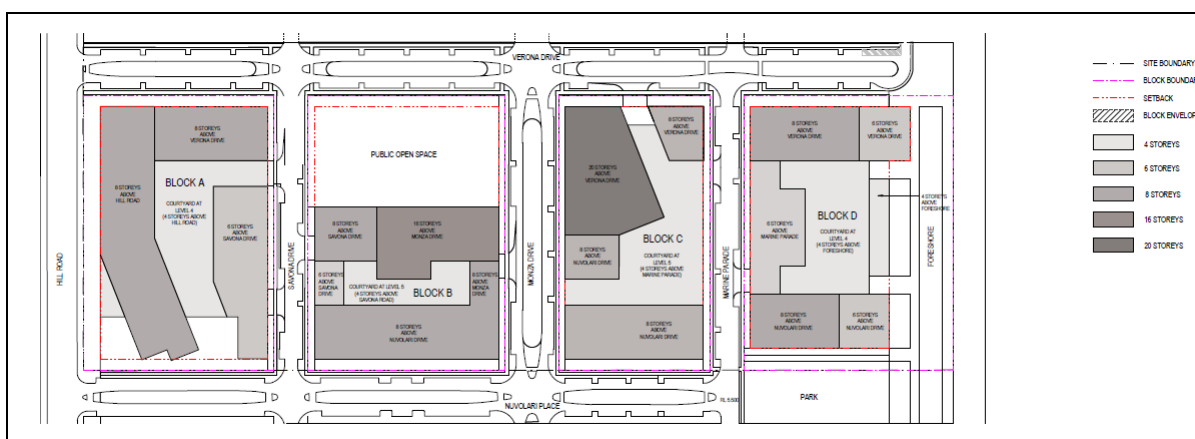 VERONA DRIVE
8 STOREYS
ABOVE
VERONA DRIVE
8 STOREYS
ABOVE
HILL ROAD
BLOCK A
COURTYARD AT
LEVEL 4
(4 STOREYS ABOVE
HILL ROAD)
6 STOREYS
ABOVE
SAVONA DRIVE
HILL ROAD
SAVONA DRIVE
PUBLIC OPEN SPACE
8 STOREYS
ABOVE
SAVONA DRIVE
16 STOREYS
ABOVE
MONZA DRIVE
6 STOREYS
ABOVE
SAVONA
DRIVE
COURTYARD AT LEVEL 5
(4 STOREYS ABOVE
SAVONA ROAD)
BLOCK B
8 STOREYS
ABOVE
MONZA
DRIVE
8 STOREYS
ABOVE
NUVOLARI DRIVE
MONZA DRIVE
20 STOREYS
ABOVE
VERONA DRIVE
STOREYS
ABOVE
VERONA DRIVE
8 STOREYS
ABOVE
NUVOLARI DRIVE
BLOCK C
COURTYARD AT
LEVEL 5
(4 STOREYS ABOVE
MARINE PARADE)
8 STOREYS
ABOVE
NUVOLARI DRIVE
MARINE PARADE
8 STOREYS
ABOVE
VERONA DRIVE
6 STOREYS
ABOVE
VERONA DRIVE
6 STOREYS
ABOVE
MARINE PARADE
BLOCK D
COURTYARD AT
LEVEL 4
(4 STOREYS ABOVE
FORESHORE)
4 STOREYS
ABOVE
FORESHORE
8 STOREYS
ABOVE
NUVOLARI DRIVE
6 STOREYS
ABOVE
NUVOLARI DRIVE
FORESHORE
NUVOLARI PLACE
PARK
SITE BOUNDARY
BLOCK BOUNDAR
SETBACK
BLOCK ENVELOP
4 STOREYS
6 STOREYS
8 STOREYS
16 STOREYS
20 STOREYS